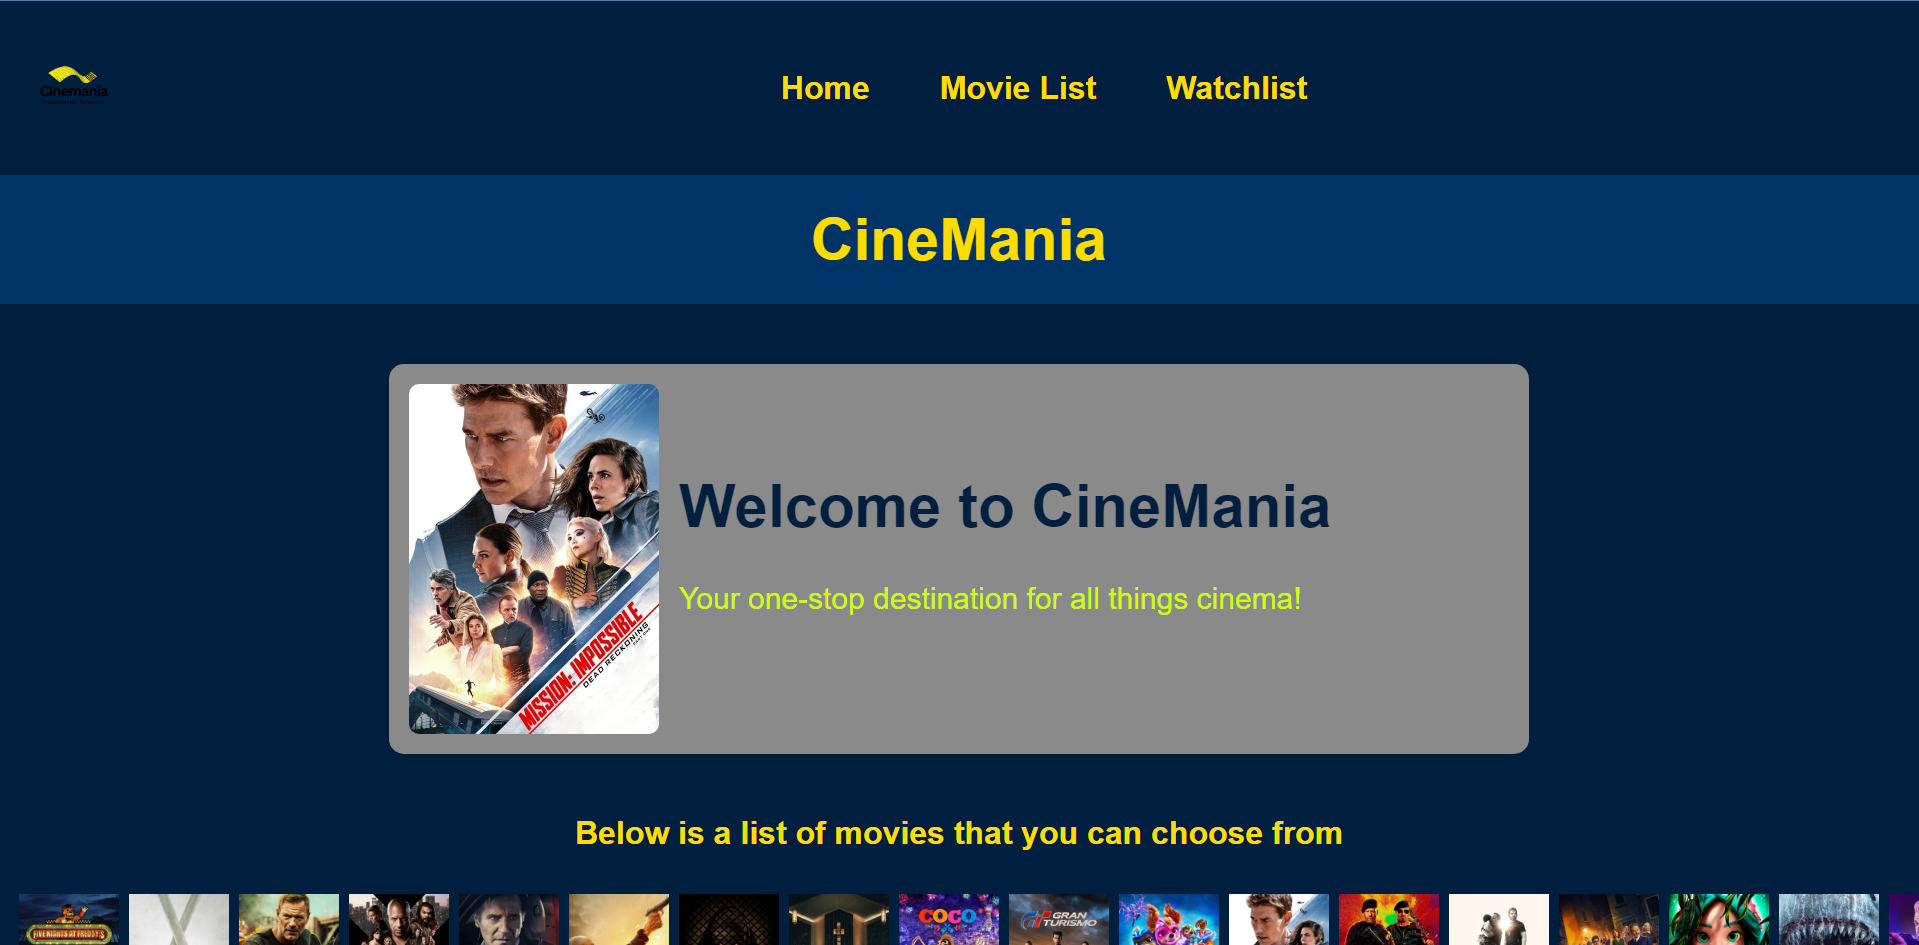 Cinemania
Home
Movie List
Watchlist
CineMania
MISSION: IMPOSSIBLE
DEAD RECKONING
PART ONE
Welcome to CineMania
Your one-stop destination for all things cinema!
Below is a list of movies that you can choose from
FIVE NIGHTS AT FREDDY'S
COCO
GRAN
TURISMO